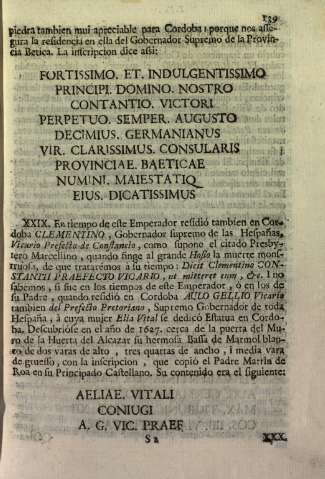 139
piedra tambien mui apreciable para Cordoba; porque nos asse-
gura la residencia en ella del Gobernador Supremo de la Provin-
cia Betica. La inscripcion dice assi:
FORTISSIMO. ET. INDULGENTISSIMO
PRINCIPI. DOMINO. NOSTRO
CONTANTIO. VICTORI
PERPETUO. SEMPER. AUGUSTO
DECIMIUS. GERMANIANUS
VIR. CLARISSIMUS. CONSULARIS
PROVINCIAE. BAETICAE
NUMINI. MAIESTATIQ
EIUS. DICATISSIMUS
XXIX. En tiempo de este Emperador residió tambien en Cor-
doba CLEMENTINO, Gobernador supremo de las Hespañas,
Vicario Prefecto de Constancio, como supone el citado Presby-
tero Marcellino, quando finge al grande Hosio la muerte mons-
truosa, de que trataremos à su tiempo: Dicit Clementino CON-
STANTII PRAEFECTO VICARIO, ut mitteret eum, &c. I no
sabemos, si fue en los tiempos de este Emperador, ò en los de
su Padre, quando residió en Cordoba AULO GELLIO Vicario
tambien del Prefecto Pretoriano, Supremo Gobernador de toda
Hespaña, à cuya muger Elia Vital se dedicó Estatua en Cordo-
ba. Descubrióse en el año de 1627. cerca de la puerta del Mu-
ro de la Huerta del Alcazar su hermosa Bassa de Marmol blan-
co de dos varas de alto, tres quartas de ancho, i media vara
de gruesso, con la inscripcion, que copió el Padre Martin de
Roa en su Principado Castellano. Su contenido era el siguiente:
AELIAE. VITALI
CONIUGI
A. G. VIC. PRAEF
S 2 XXX.